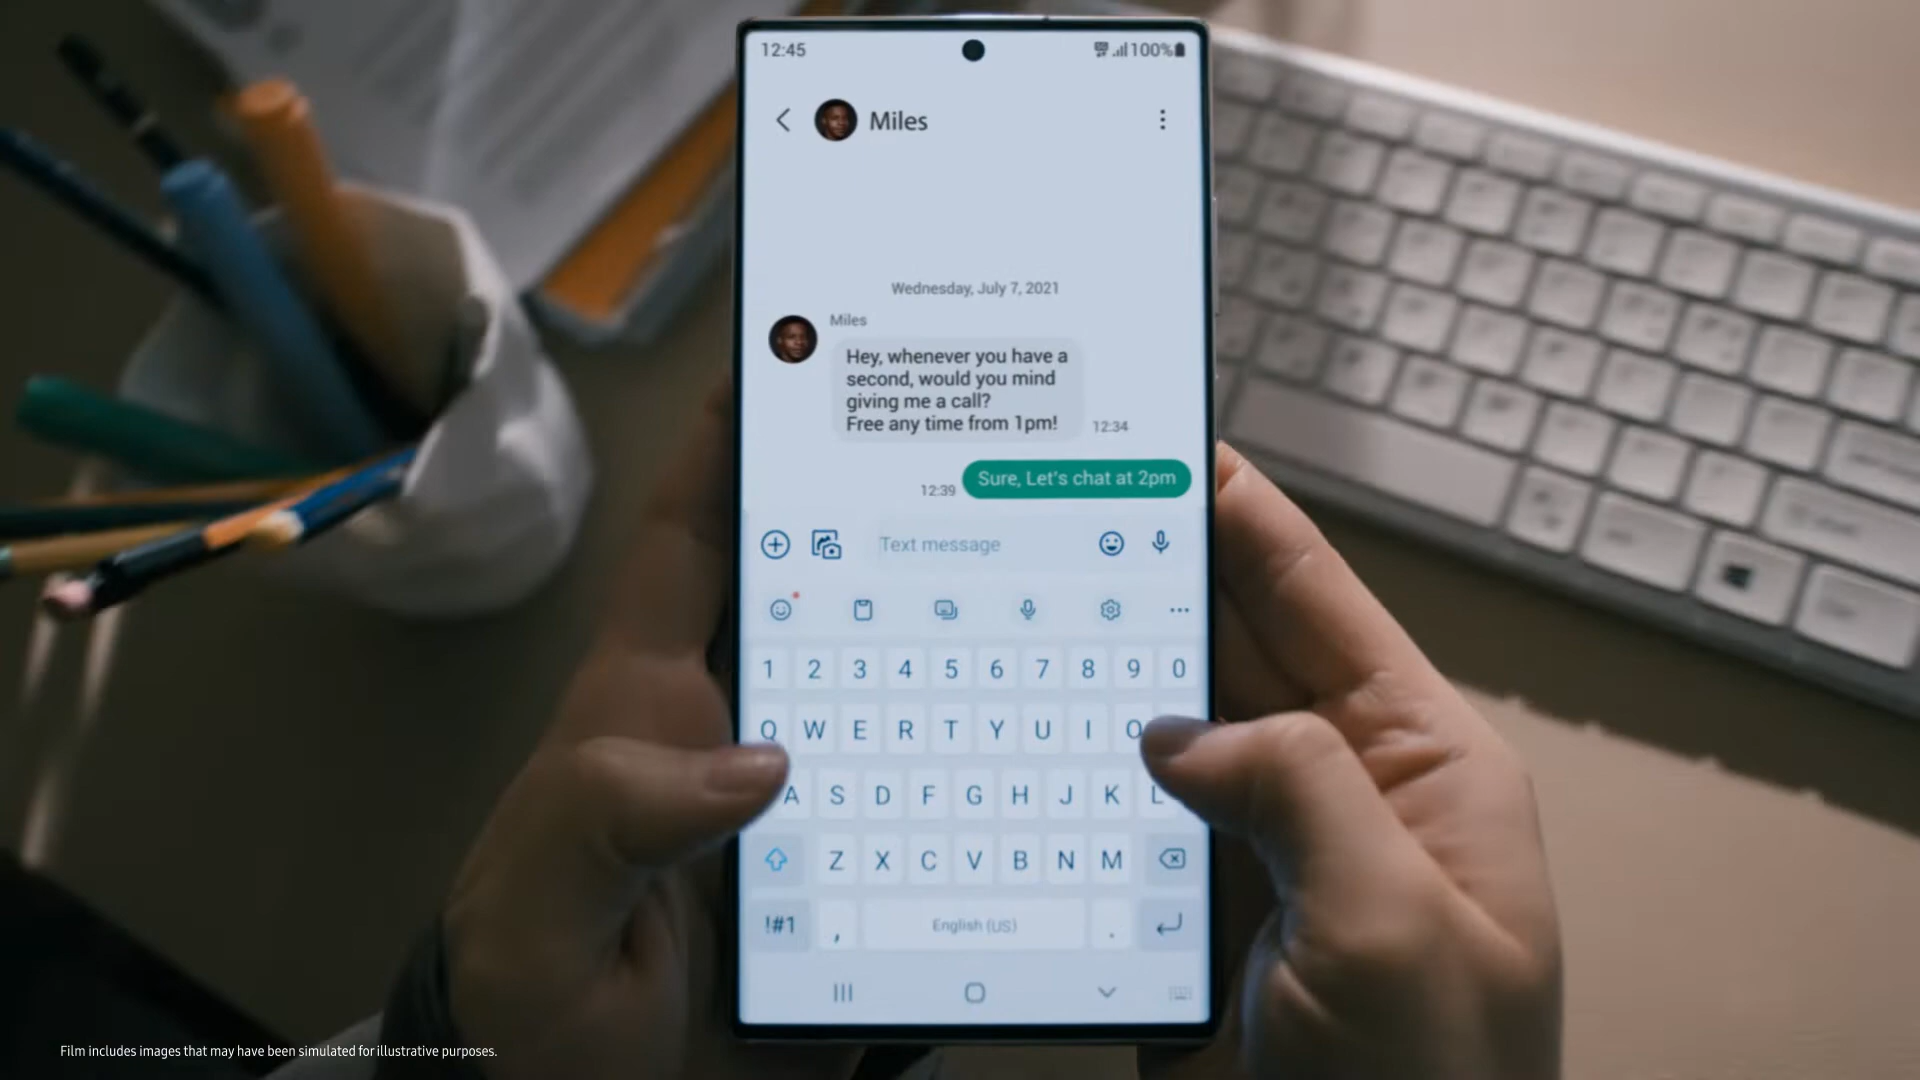 12:45
100%
Miles
Wednesday, July 7, 2021
Miles
Hey, whenever you have a
second, would you mind
giving me a call?
Free any time from 1pm!
12:34
Sure, Let's chat at 2pm
12:39
Text message
1 2 3 4 5 6 7 8 9 0
Q W E R T Y U I O
A S D F G H J K L
Z X C V B N M
!#1 , English (US) .
Film includes images that may have been simulated for illustrative purposes.